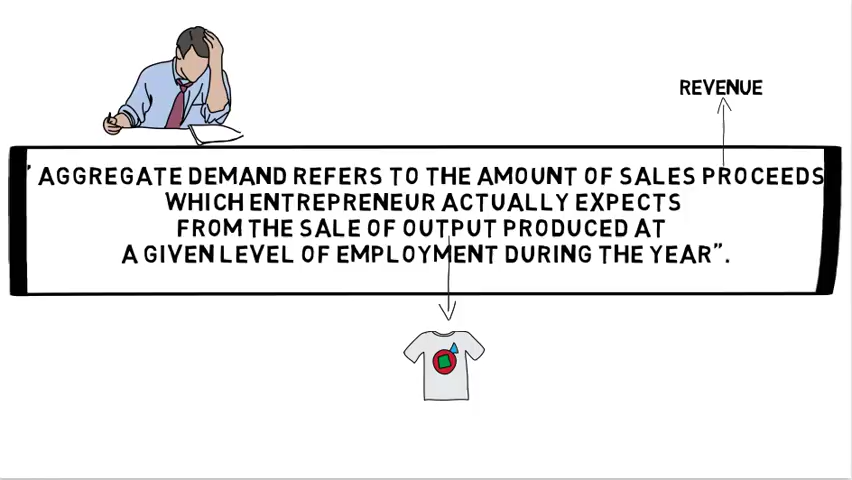 REVENUE
" AGGREGATE DEMAND REFERS TO THE AMOUNT OF SALES PROCEEDS
WHICH ENTREPRENEUR ACTUALLY EXPECTS
FROM THE SALE OF OUTPUT PRODUCED AT
A GIVEN LEVEL OF EMPLOYMENT DURING THE YEAR".